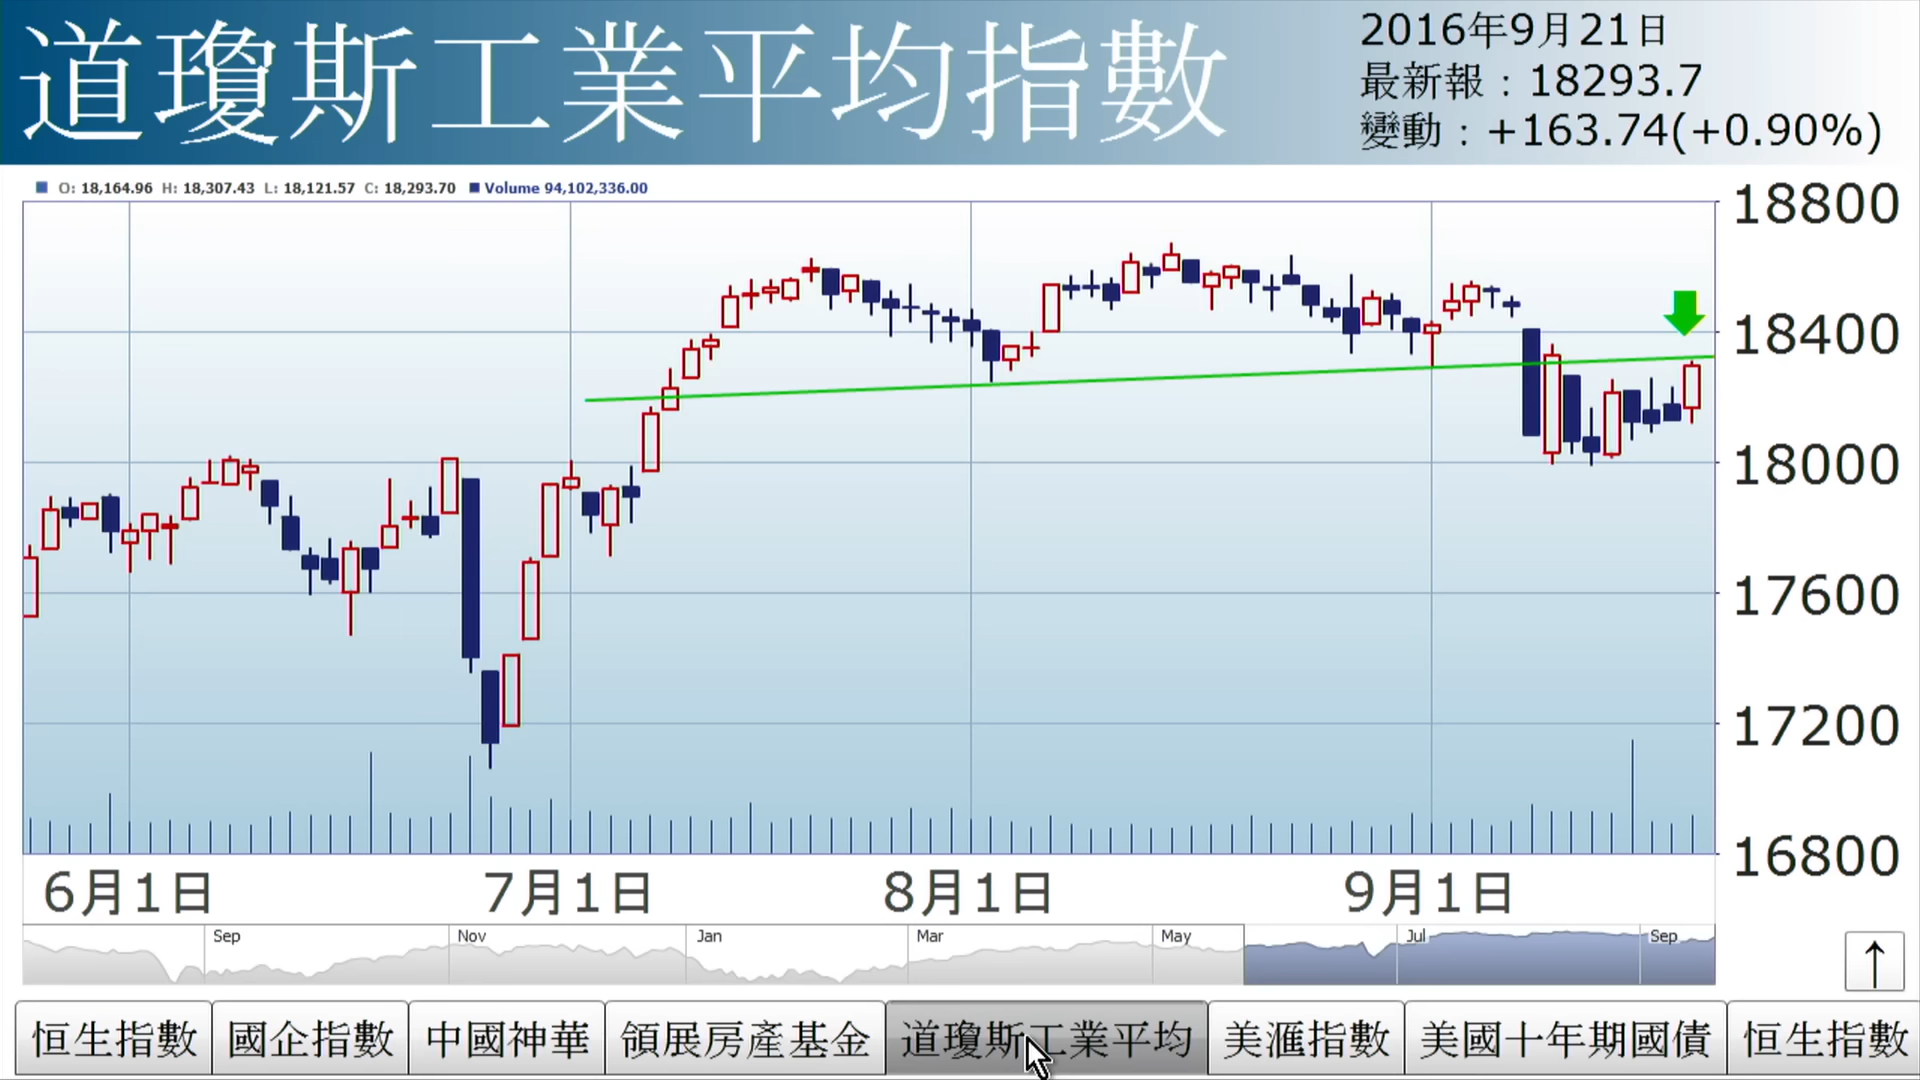 道瓊斯工業平均指數
2016年9月21日
最新報：18293.7
變動：+163.74(+0.90%)
O: 18,164.96 H: 18,307.43 L: 18,121.57 C: 18,293.70 Volume 94,102,336.00
18800
18400
18000
17600
17200
16800
6月1日 7月1日 8月1日 9月1日
Sep Nov Jan Mar May Jul Sep
↑
恒生指數 國企指數 中國神華 領展房產基金 道瓊斯工業平均 美滙指數 美國十年期國債 恒生指數